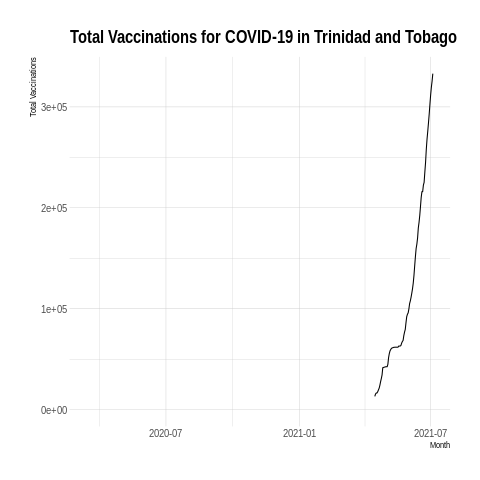 Total Vaccinations for COVID-19 in Trinidad and Tobago
Total Vaccinations
3e+05
2e+05
1e+05
0e+00
2020-07 2021-01 2021-07
Month